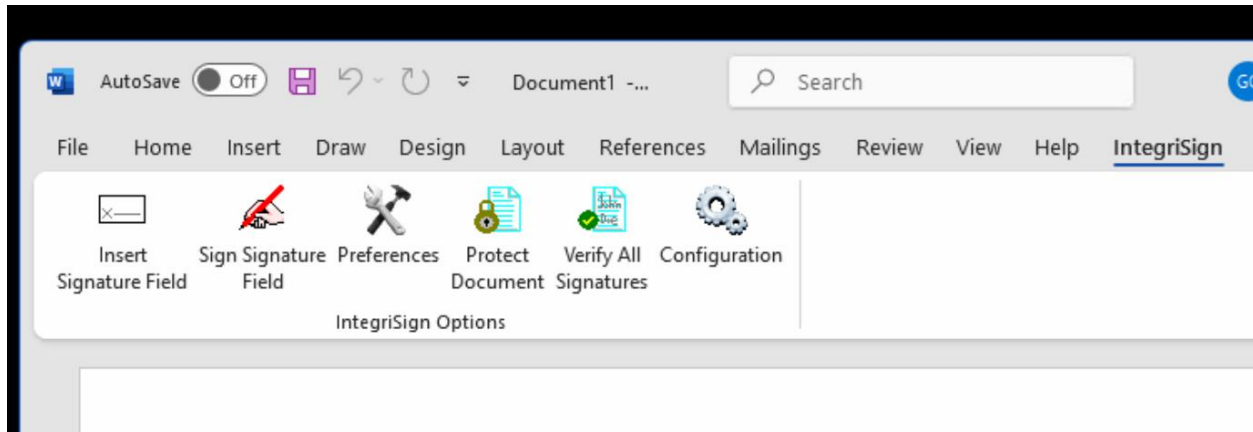 AutoSave Off Document1 -... Search
File Home Insert Draw Design Layout References Mailings Review View Help IntegriSign
Insert Signature Field
Sign Signature Field
Preferences
Protect Document
Verify All Signatures
Configuration
IntegriSign Options